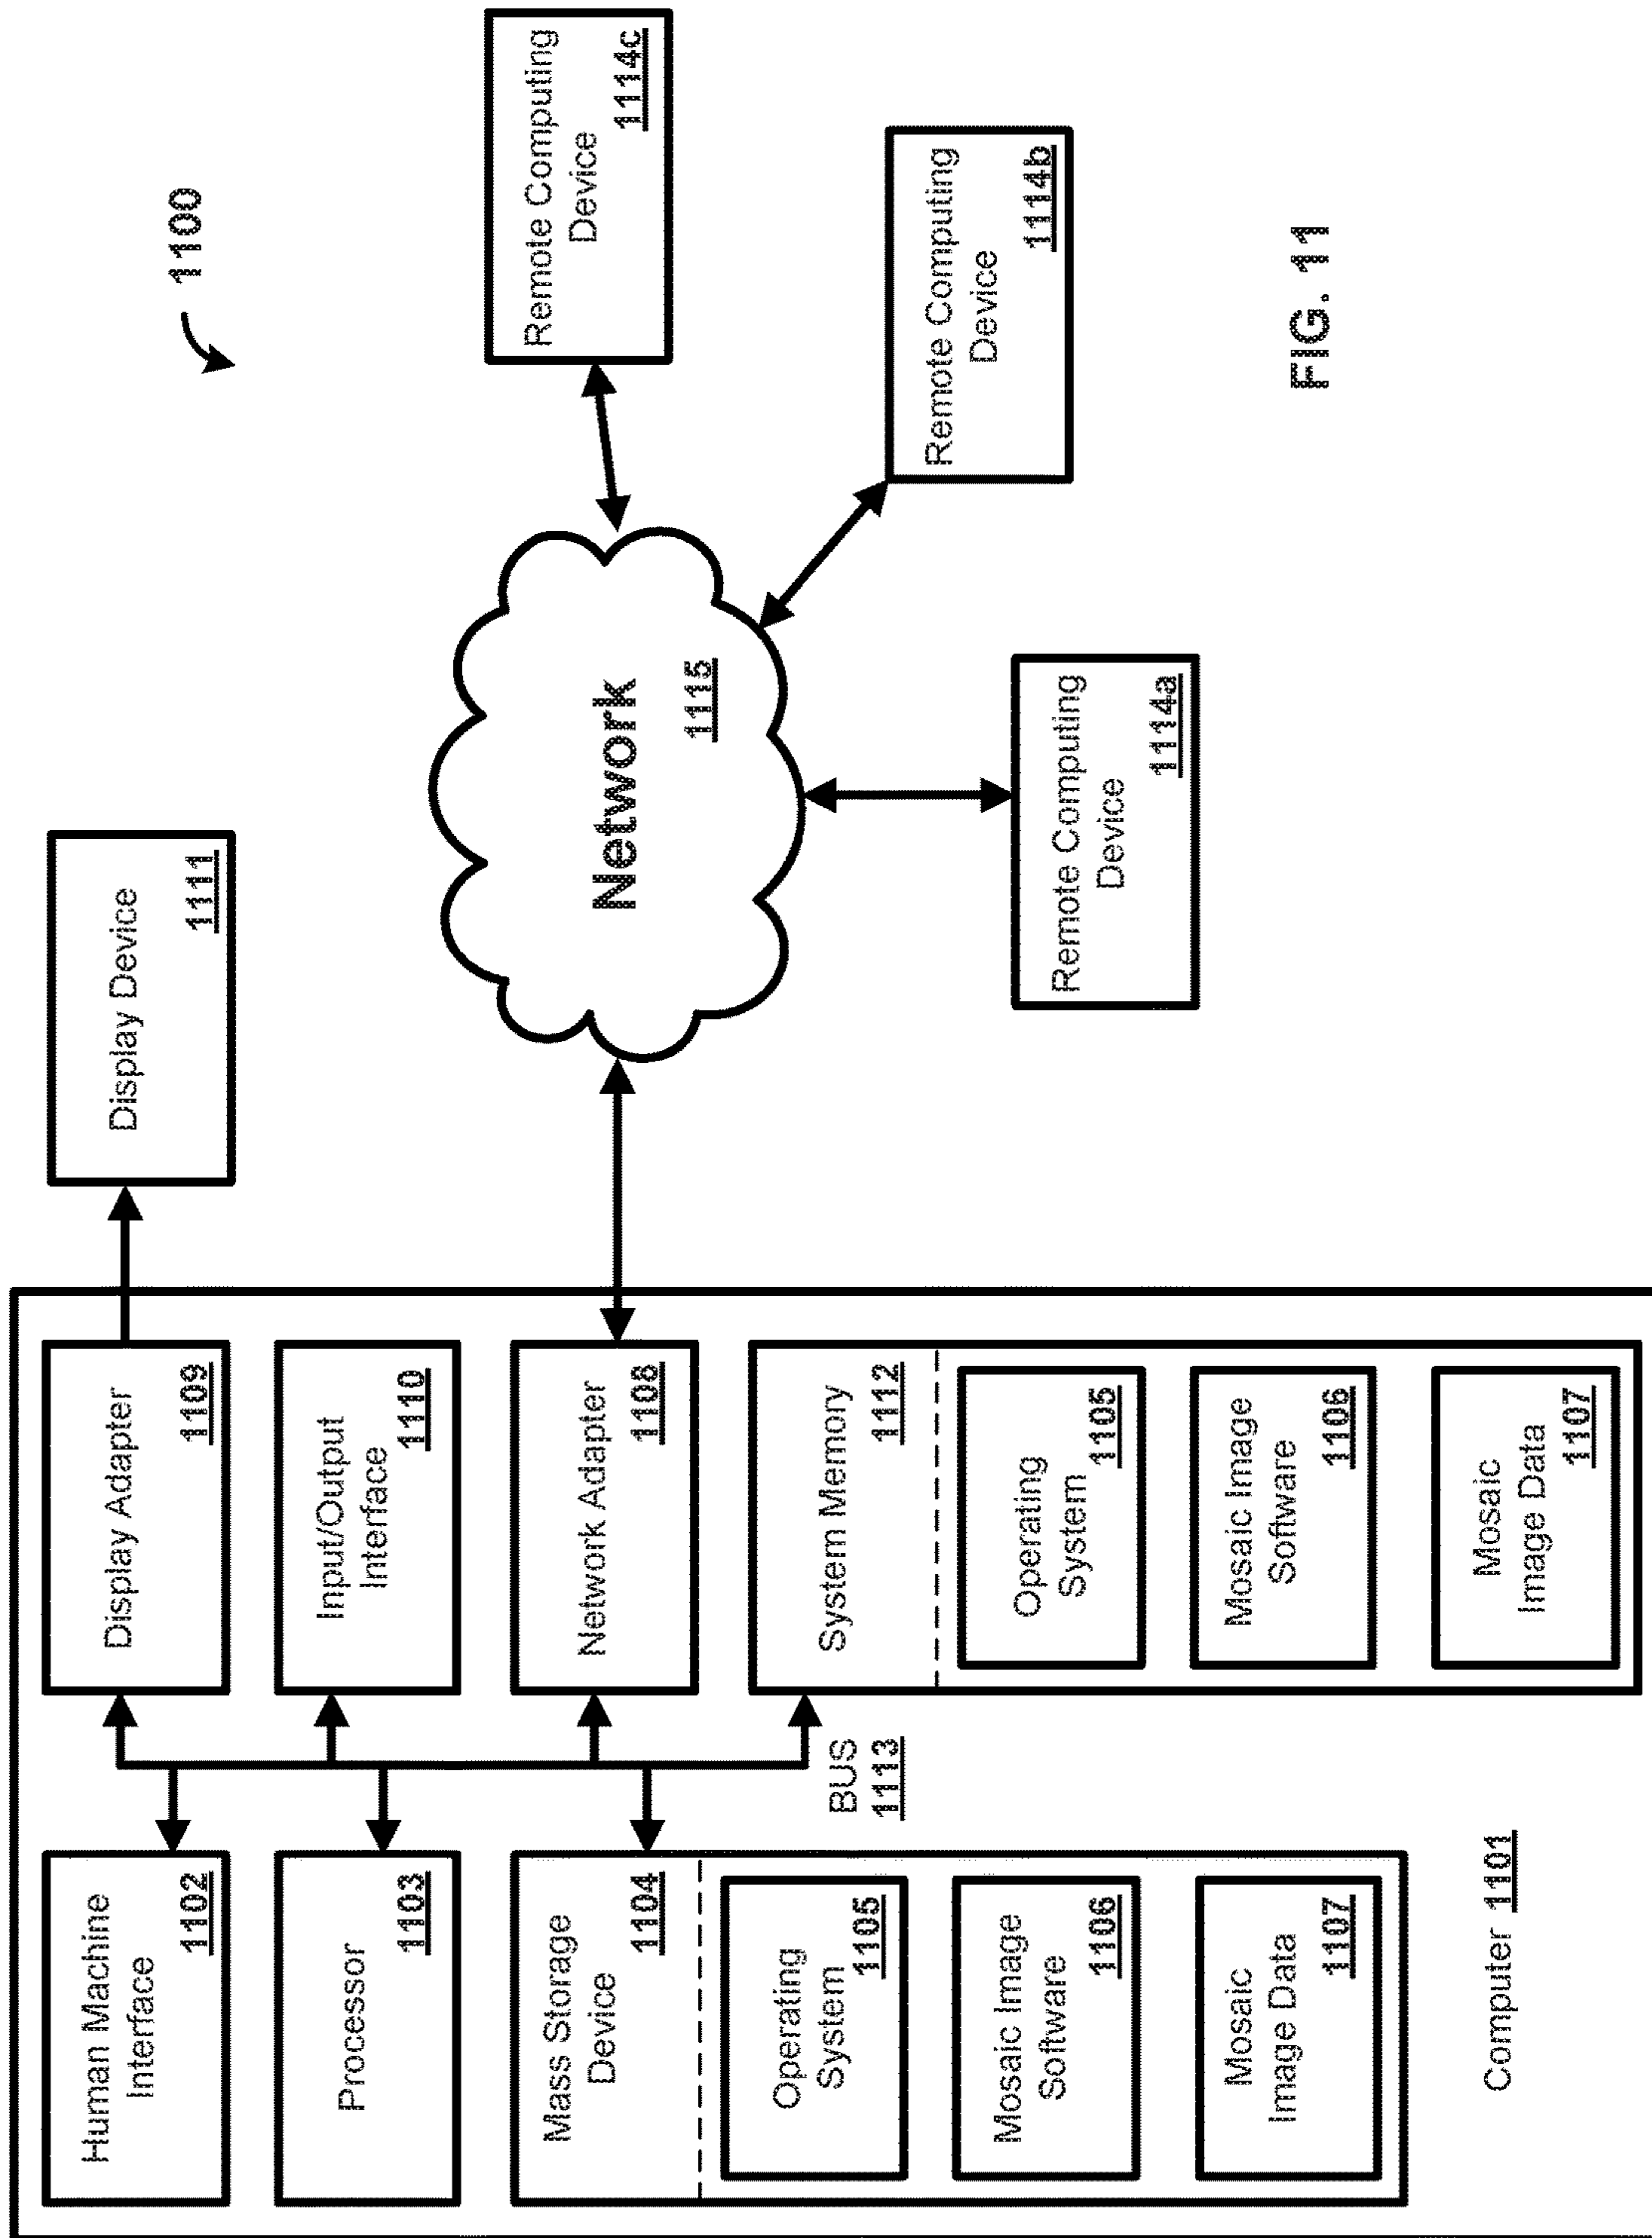 1100
Human Machine
Interface
1102
Processor
1103
Mass Storage
Device
1104
Operating
System
1105
Mosaic Image
Software
1106
Mosaic
Image Data
1107
Display Adapter
1109
Input/Output
Interface
1110
Network Adapter
1108
System Memory
1112
Operating
System
1105
Mosaic Image
Software
1106
Mosaic
Image Data
1107
BUS
1113
Computer 1101
Display Device
1111
Network
1115
Remote Computing
Device
1114a
Remote Computing
Device
1114b
Remote Computing
Device
1114c
FIG. 11